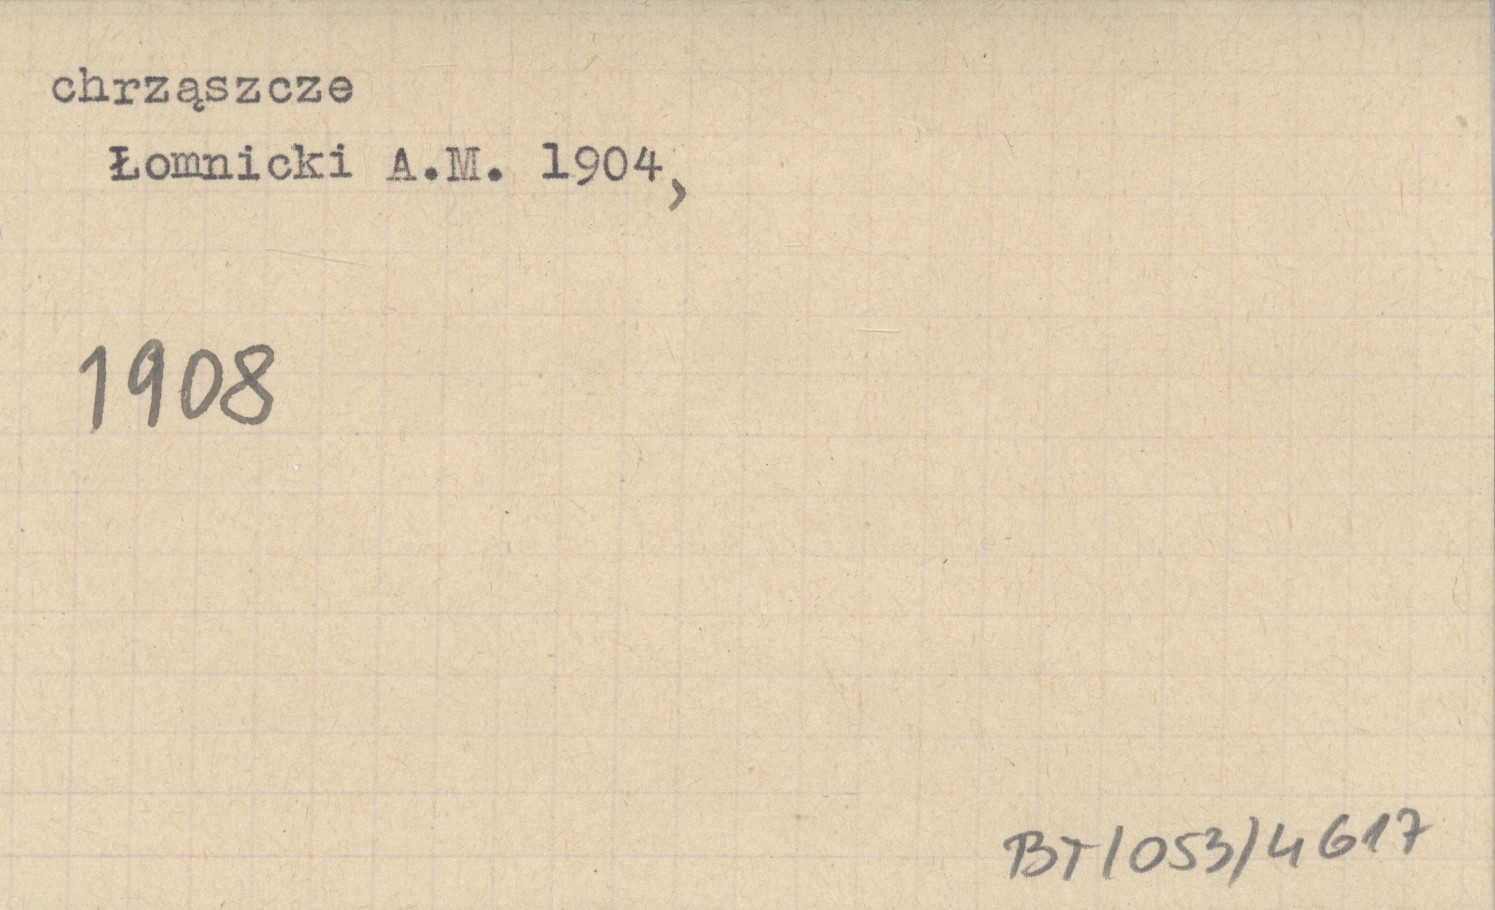 chrząszcze
Łomnicki A.M. 1904,
1908
BT/053/4617